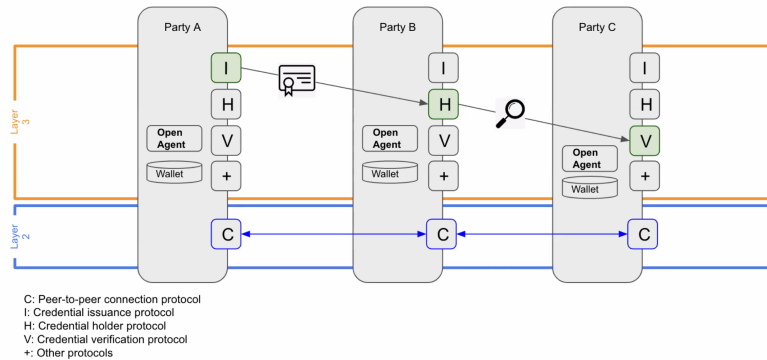 Party A
Party B
Party C
Layer
3
I
H
V
+
Open
Agent
Wallet
I
H
V
+
Open
Agent
Wallet
I
H
V
+
Open
Agent
Wallet
Layer
2
C
C
C
C: Peer-to-peer connection protocol
I: Credential issuance protocol
H: Credential holder protocol
V: Credential verification protocol
+: Other protocols